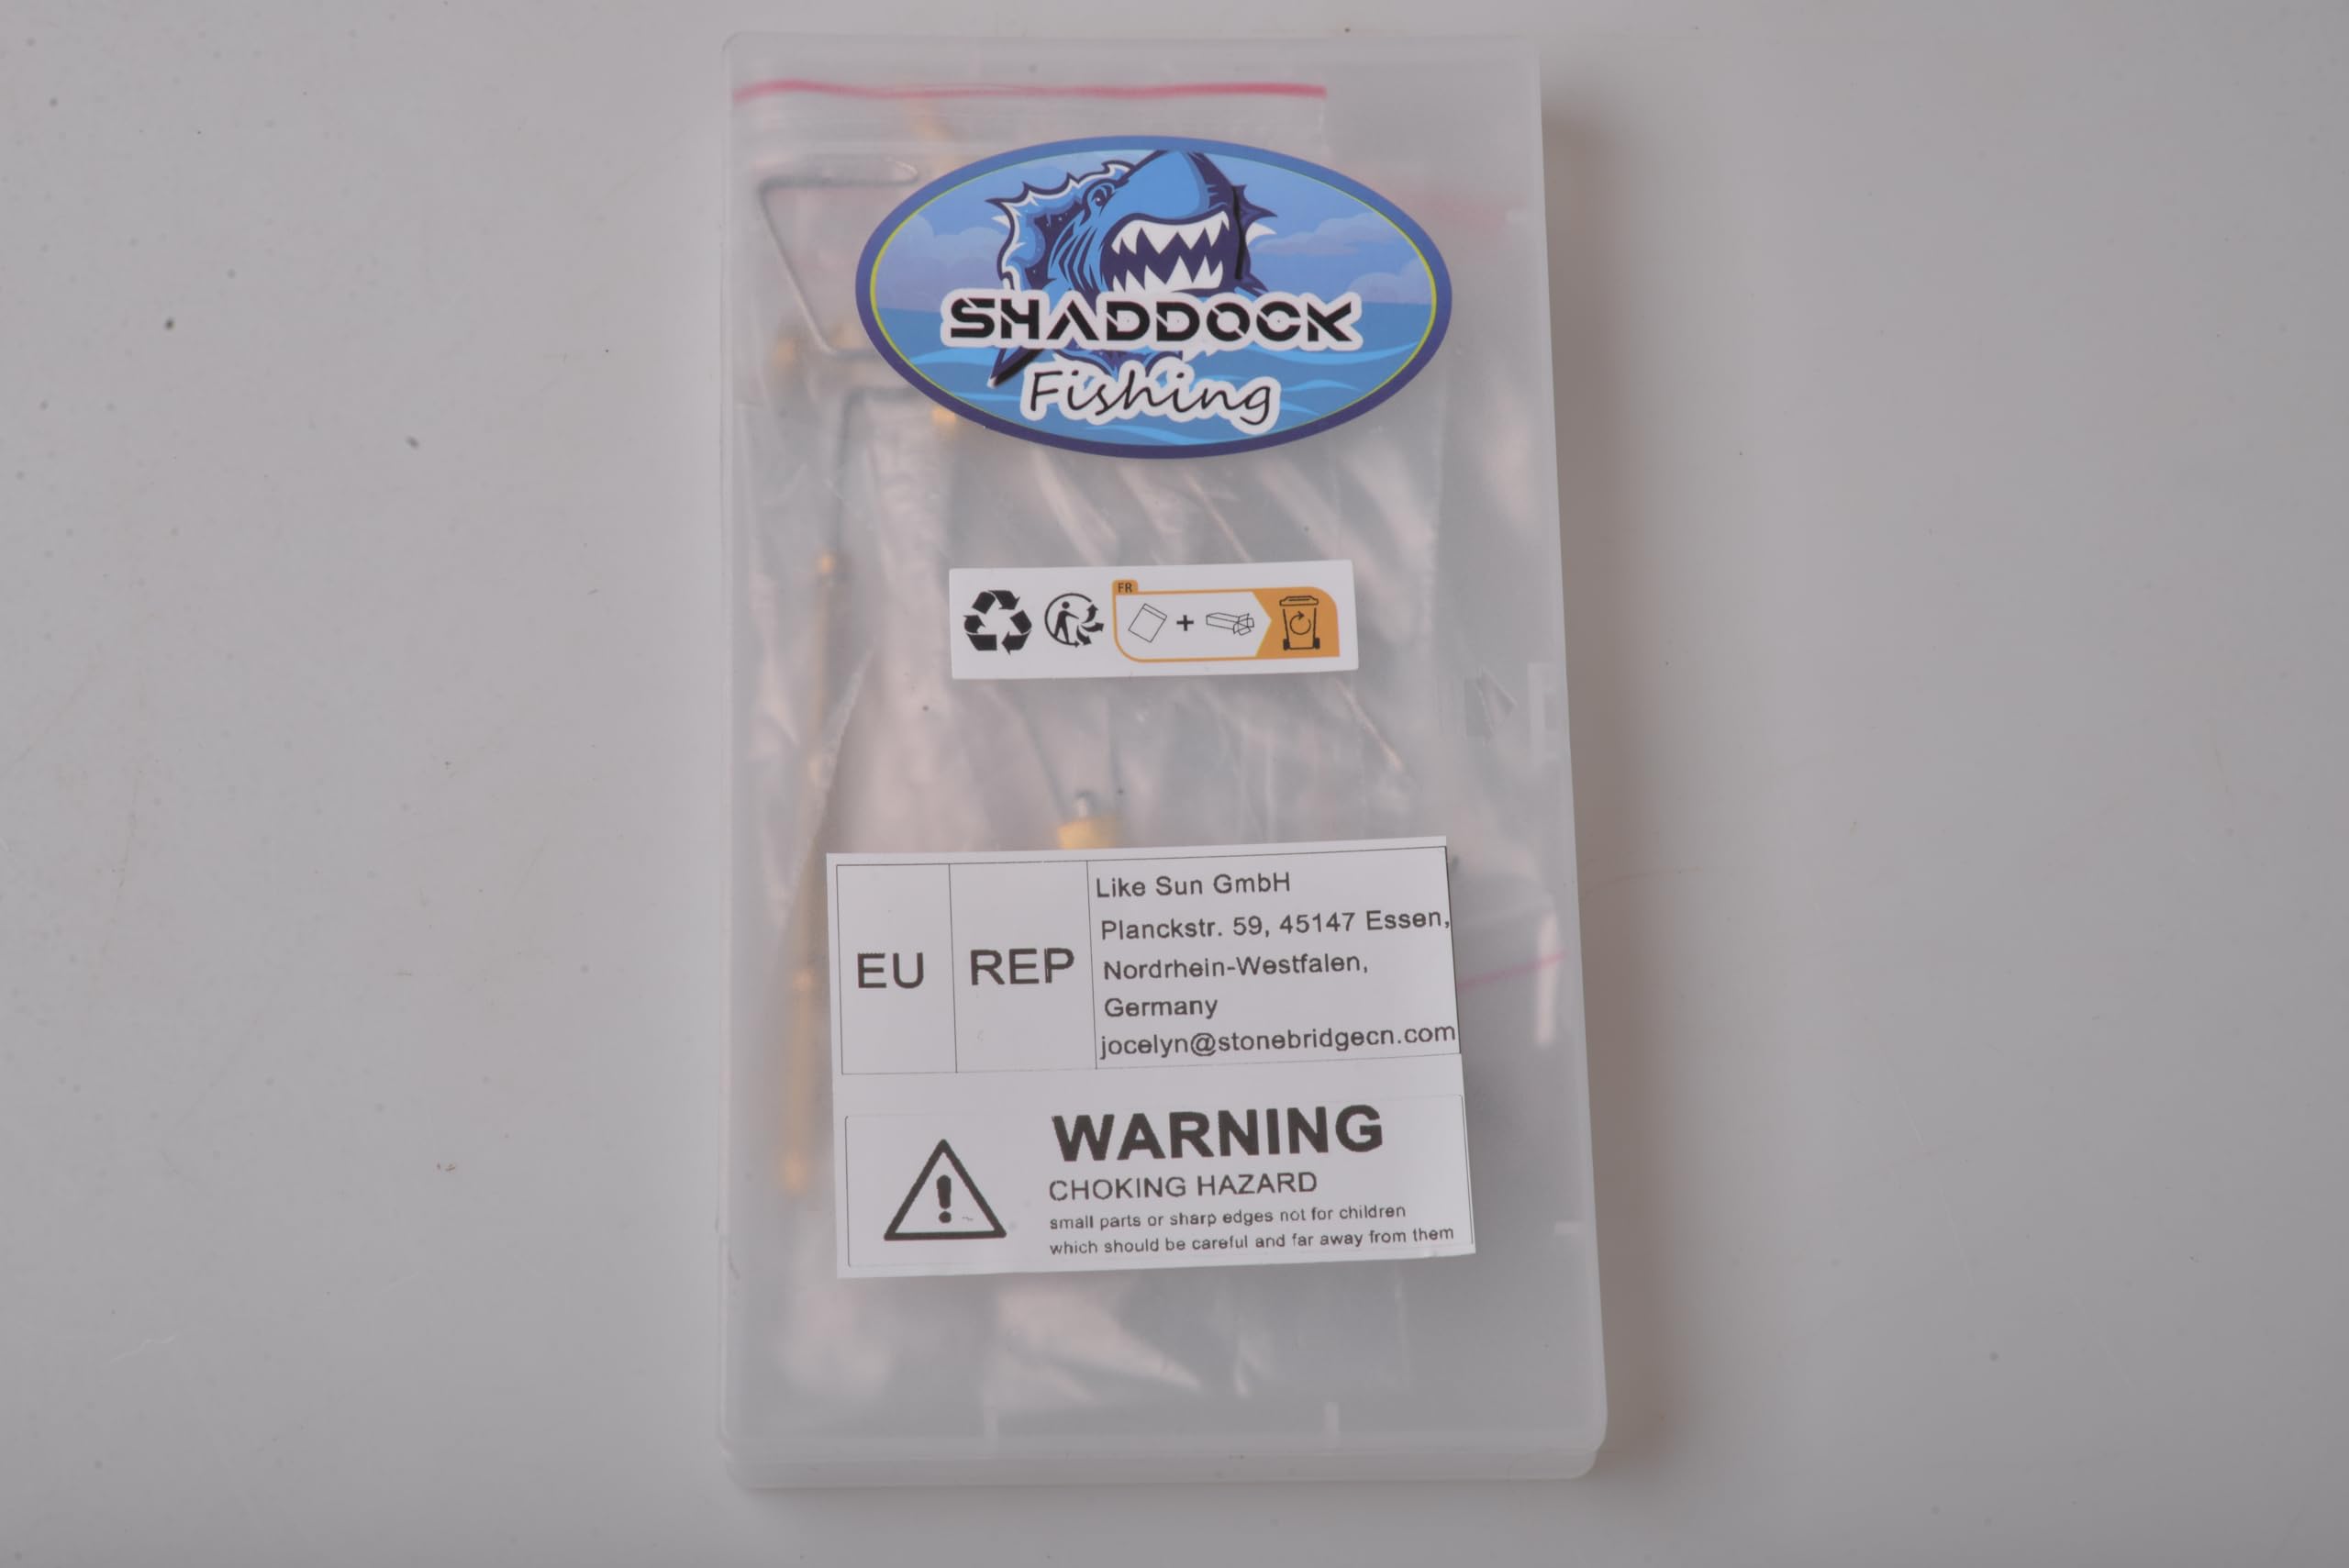 SHADDOCK
Fishing
FR
+
EU
REP
Like Sun GmbH
Planckstr. 59, 45147 Essen,
Nordrhein-Westfalen,
Germany
jocelyn@stonebridgecn.com
WARNING
CHOKING HAZARD
small parts or sharp edges not for children
which should be careful and far away from them